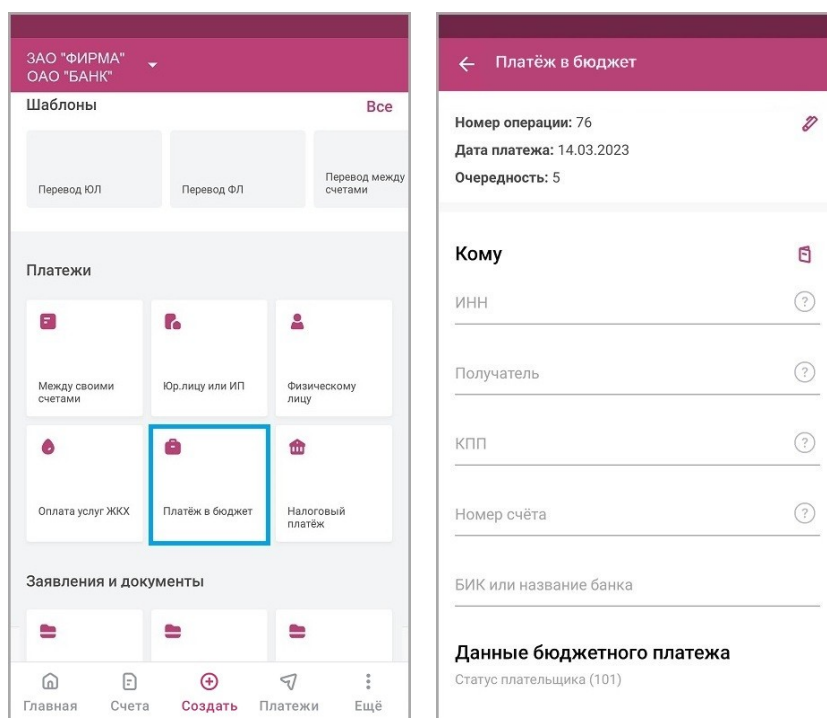 ЗАО "ФИРМА"
ОАО "БАНК"
Шаблоны
Все
Перевод ЮЛ
Перевод ФЛ
Перевод между
счетами
Платежи
Между своими
счетами
Юр.лицу или ИП
Физическому
лицу
Оплата услуг ЖКХ
Платёж в бюджет
Налоговый
платёж
Заявления и документы
Главная
Счета
Создать
Платежи
Ещё
Платёж в бюджет
Номер операции: 76
Дата платежа: 14.03.2023
Очередность: 5
Кому
ИНН
?
Получатель
?
КПП
?
Номер счёта
?
БИК или название банка
Данные бюджетного платежа
Статус плательщика (101)